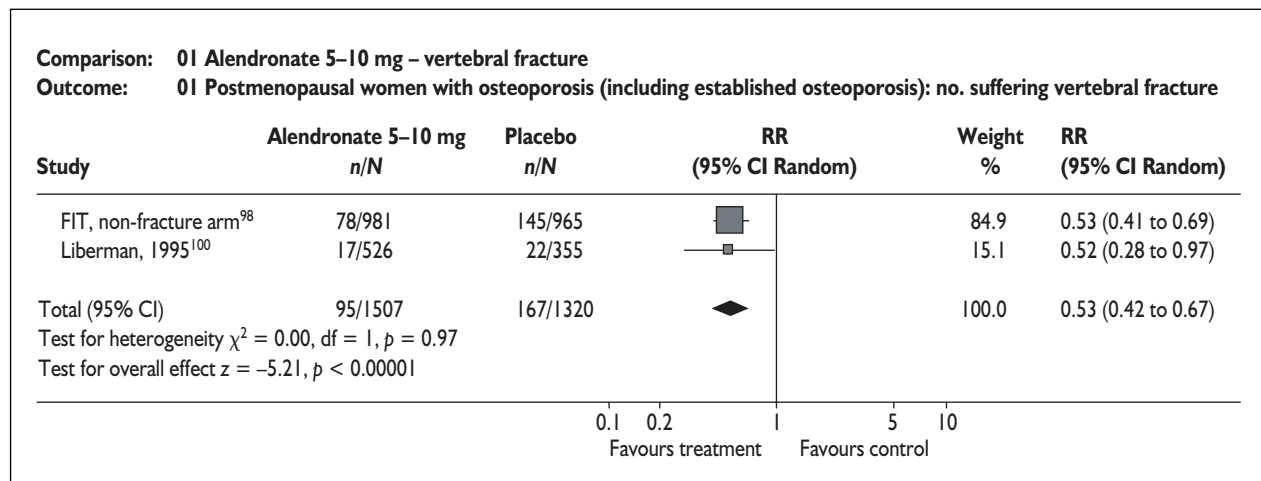 Comparison: 01 Alendronate 5–10 mg – vertebral fracture
Outcome: 01 Postmenopausal women with osteoporosis (including established osteoporosis): no. suffering vertebral fracture
Alendronate 5–10 mg Placebo RR Weight RR
Study n/N n/N (95% CI Random) % (95% CI Random)
FIT, non-fracture arm⁹⁸ 78/981 145/965 84.9 0.53 (0.41 to 0.69)
Liberman, 1995¹⁰⁰ 17/526 22/355 15.1 0.52 (0.28 to 0.97)
Total (95% CI) 95/1507 167/1320 100.0 0.53 (0.42 to 0.67)
Test for heterogeneity χ² = 0.00, df = 1, p = 0.97
Test for overall effect z = –5.21, p < 0.00001
0.1 0.2 1 5 10
Favours treatment Favours control